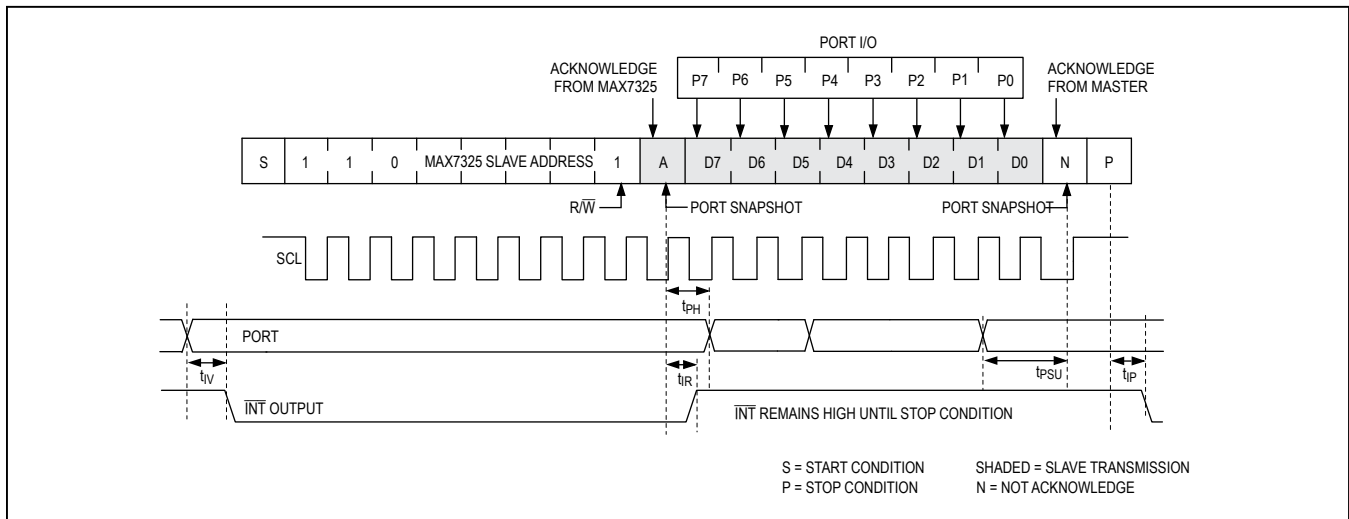 PORT I/O
ACKNOWLEDGE
FROM MAX7325
P7 P6 P5 P4 P3 P2 P1 P0
ACKNOWLEDGE
FROM MASTER
S 1 1 0 MAX7325 SLAVE ADDRESS 1 A D7 D6 D5 D4 D3 D2 D1 D0 N P
R/W̅
PORT SNAPSHOT
PORT SNAPSHOT
SCL
tPH
PORT
tIV
tIR
tPSU
tIP
I̅N̅T̅ OUTPUT
I̅N̅T̅ REMAINS HIGH UNTIL STOP CONDITION
S = START CONDITION
SHADED = SLAVE TRANSMISSION
P = STOP CONDITION
N = NOT ACKNOWLEDGE